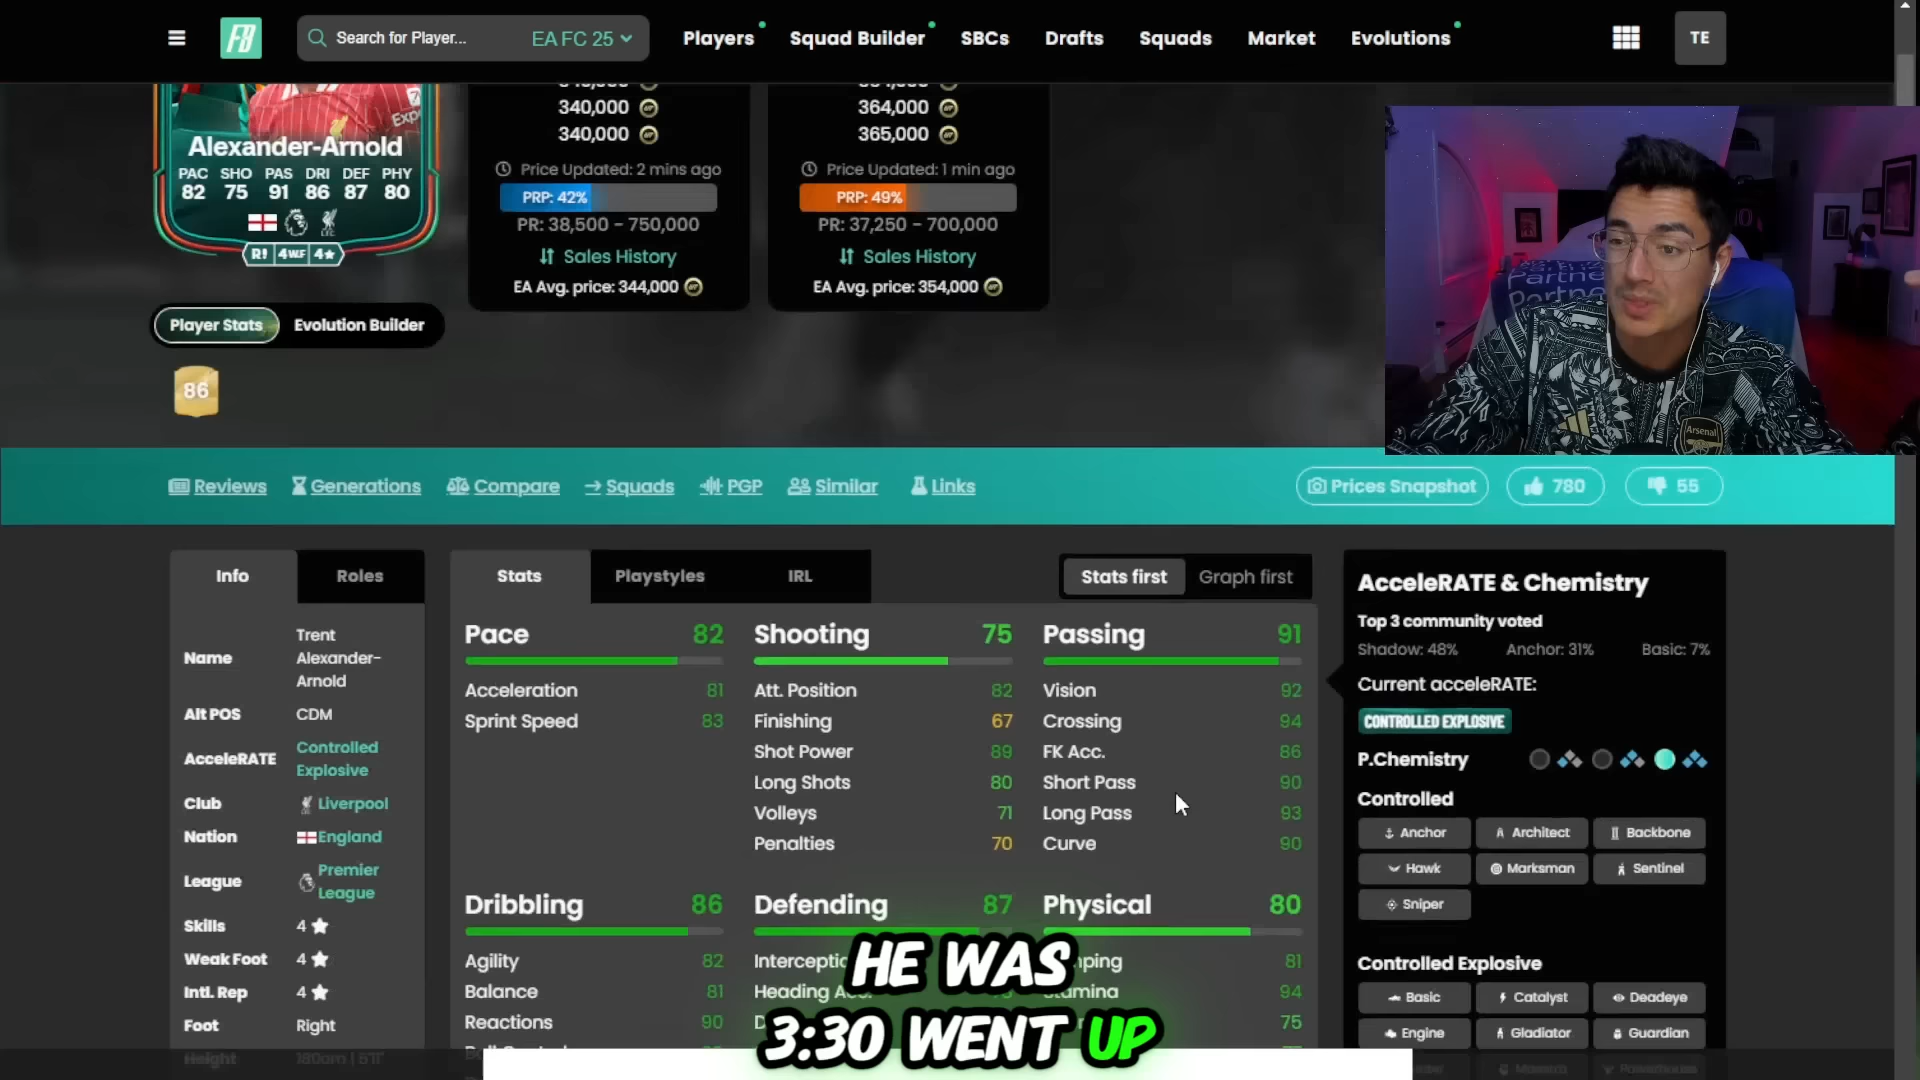 FB
Search for Player...
EA FC 25
Players
Squad Builder
SBCs
Drafts
Squads
Market
Evolutions
TE
Expe
Alexander-Arnold
PAC SHO PAS DRI DEF PHY
82 75 91 86 87 80
R! 4W.F 4★
340,000
340,000
Price Updated: 2 mins ago
PRP: 42%
PR: 38,500 - 750,000
Sales History
EA Avg. price: 344,000
364,000
365,000
Price Updated: 1 min ago
PRP: 49%
PR: 37,250 - 700,000
Sales History
EA Avg. price: 354,000
Partne
Partne
Arsenal
Player Stats
Evolution Builder
86
Reviews
Generations
Compare
Squads
PGP
Similar
Links
Prices Snapshot
780
55
Info
Roles
Name Trent Alexander-
Arnold
Alt POS CDM
AcceleRATE Controlled
Explosive
Club Liverpool
Nation England
League Premier
League
Skills 4 ★
Weak Foot 4 ★
Intl. Rep 4 ★
Foot Right
Height 180cm | 5'11"
Stats
Playstyles
IRL
Stats first
Graph first
Pace 82
Acceleration 81
Sprint Speed 83
Shooting 75
Att. Position 82
Finishing 67
Shot Power 89
Long Shots 80
Volleys 71
Penalties 70
Passing 91
Vision 92
Crossing 94
FK Acc. 86
Short Pass 90
Long Pass 93
Curve 90
Dribbling 86
Agility 82
Balance 81
Reactions 90
Defending 87
Physical 80
81
94
75
AcceleRATE & Chemistry
Top 3 community voted
Shadow: 48% Anchor: 31% Basic: 7%
Current acceleRATE:
CONTROLLED EXPLOSIVE
P.Chemistry
Controlled
Anchor Architect Backbone
Hawk Marksman Sentinel
Sniper
Controlled Explosive
Basic Catalyst Deadeye
Engine Gladiator Guardian
HE WAS
3:30 WENT UP